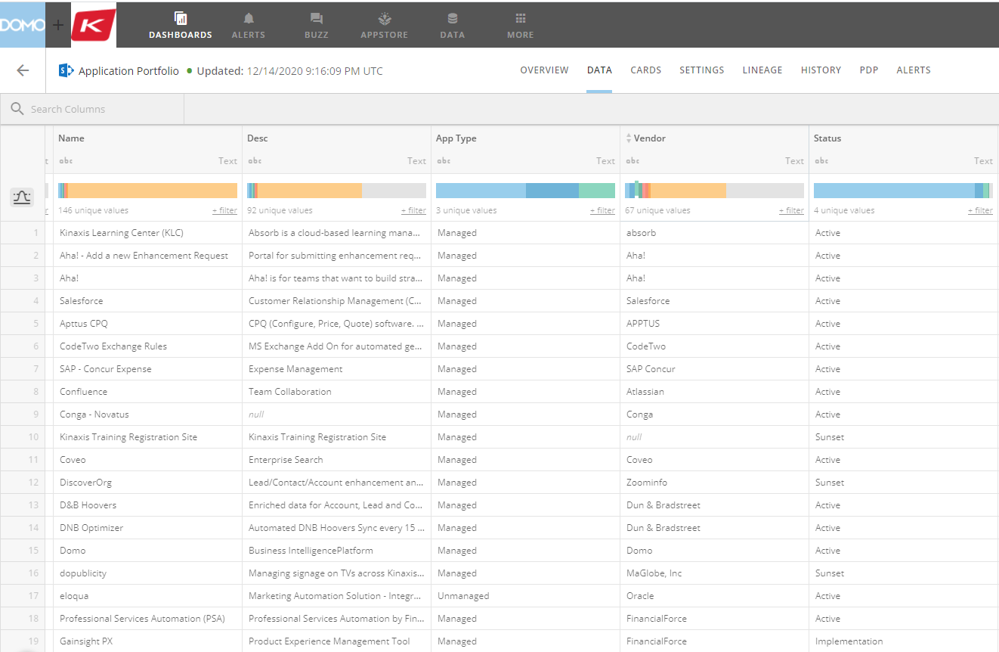 DOMO + K DASHBOARDS ALERTS BUZZ APPSTORE DATA MORE
Application Portfolio Updated: 12/14/2020 9:16:09 PM UTC OVERVIEW DATA CARDS SETTINGS LINEAGE HISTORY PDP ALERTS
Search Columns
Name Desc App Type Vendor Status
t abc Text abc Text abc Text abc Text abc Text
r 146 unique values + filter 92 unique values + filter 3 unique values + filter 67 unique values + filter 4 unique values + filter
1 Kinaxis Learning Center (KLC) Absorb is a cloud-based learning mana... Managed absorb Active
2 Aha! - Add a new Enhancement Request Portal for submitting enhancement req... Managed Aha! Active
3 Aha! Aha! is for teams that want to build stra... Managed Aha! Active
4 Salesforce Customer Relationship Management (C... Managed Salesforce Active
5 Apttus CPQ CPQ (Configure, Price, Quote) software. ... Managed APPTUS Active
6 CodeTwo Exchange Rules MS Exchange Add On for automated ge... Managed CodeTwo Active
7 SAP - Concur Expense Expense Management Managed SAP Concur Active
8 Confluence Team Collaboration Managed Atlassian Active
9 Conga - Novatus null Managed Conga Active
10 Kinaxis Training Registration Site Kinaxis Training Registration Site Managed null Sunset
11 Coveo Enterprise Search Managed Coveo Active
12 DiscoverOrg Lead/Contact/Account enhancement an... Managed Zoominfo Sunset
13 D&B Hoovers Enriched data for Account, Lead and Co... Managed Dun & Bradstreet Active
14 DNB Optimizer Automated DNB Hoovers Sync every 15 ... Managed Dun & Bradstreet Active
15 Domo Business IntelligencePlatform Managed Domo Active
16 dopublicity Managing signage on TVs across Kinaxis... Managed MaGlobe, Inc Sunset
17 eloqua Marketing Automation Solution - Integr... Unmanaged Oracle Active
18 Professional Services Automation (PSA) Professional Services Automation by Fin... Managed FinancialForce Active
19 Gainsight PX Product Experience Management Tool Managed FinancialForce Implementation